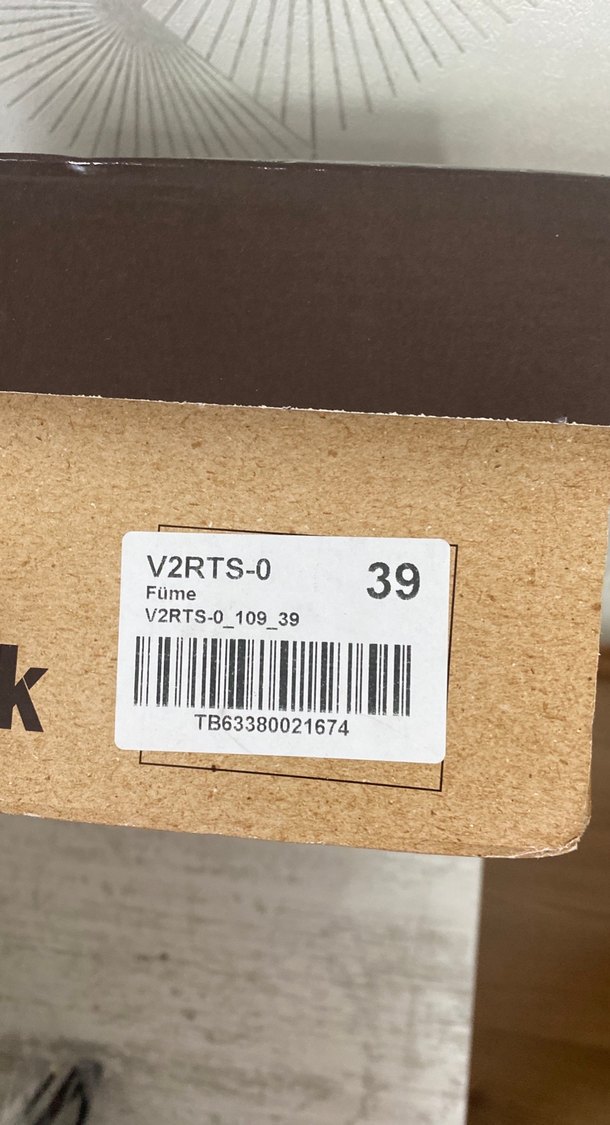 V2RTS-0
39
Füme
V2RTS-0_109_39
k
TB63380021674